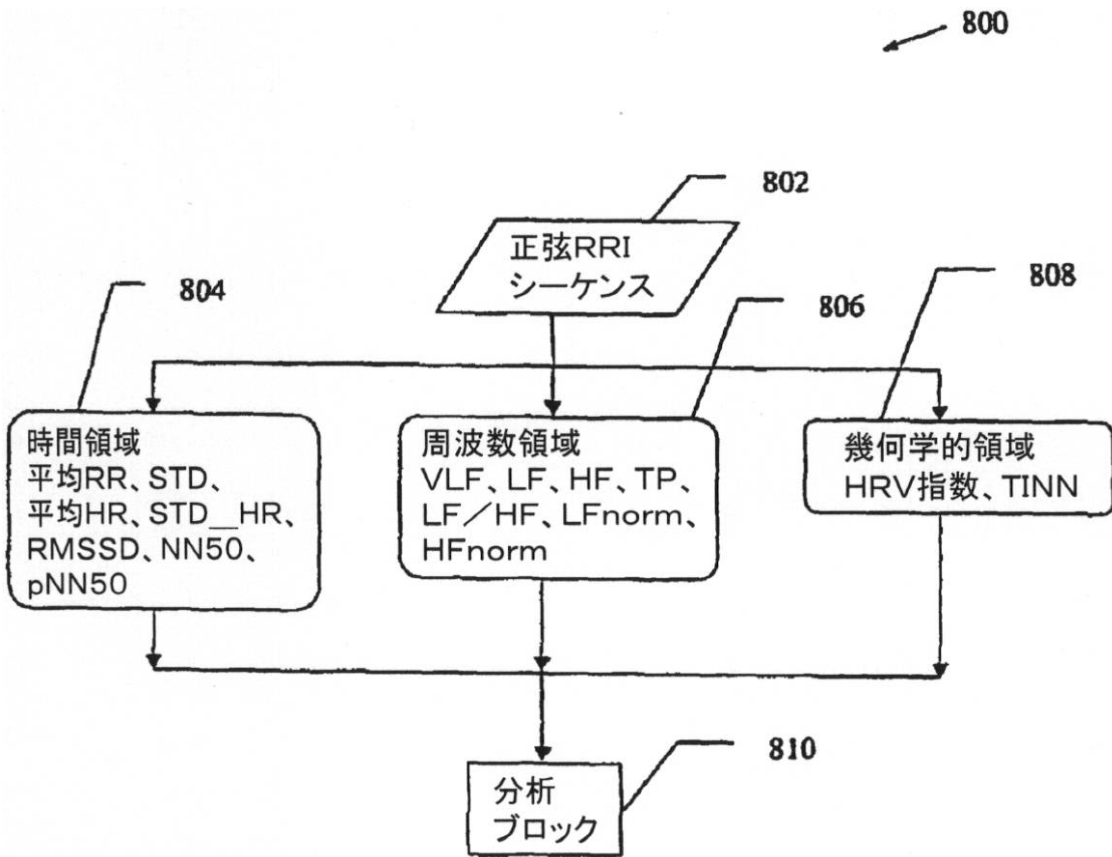 800
802
正弦RRI
シーケンス
804
806
808
時間領域
平均RR、STD、
平均HR、STD__HR、
RMSSD、NN50、
pNN50
周波数領域
VLF、LF、HF、TP、
LF／HF、LFnorm、
HFnorm
幾何学的領域
HRV指数、TINN
810
分析
ブロック